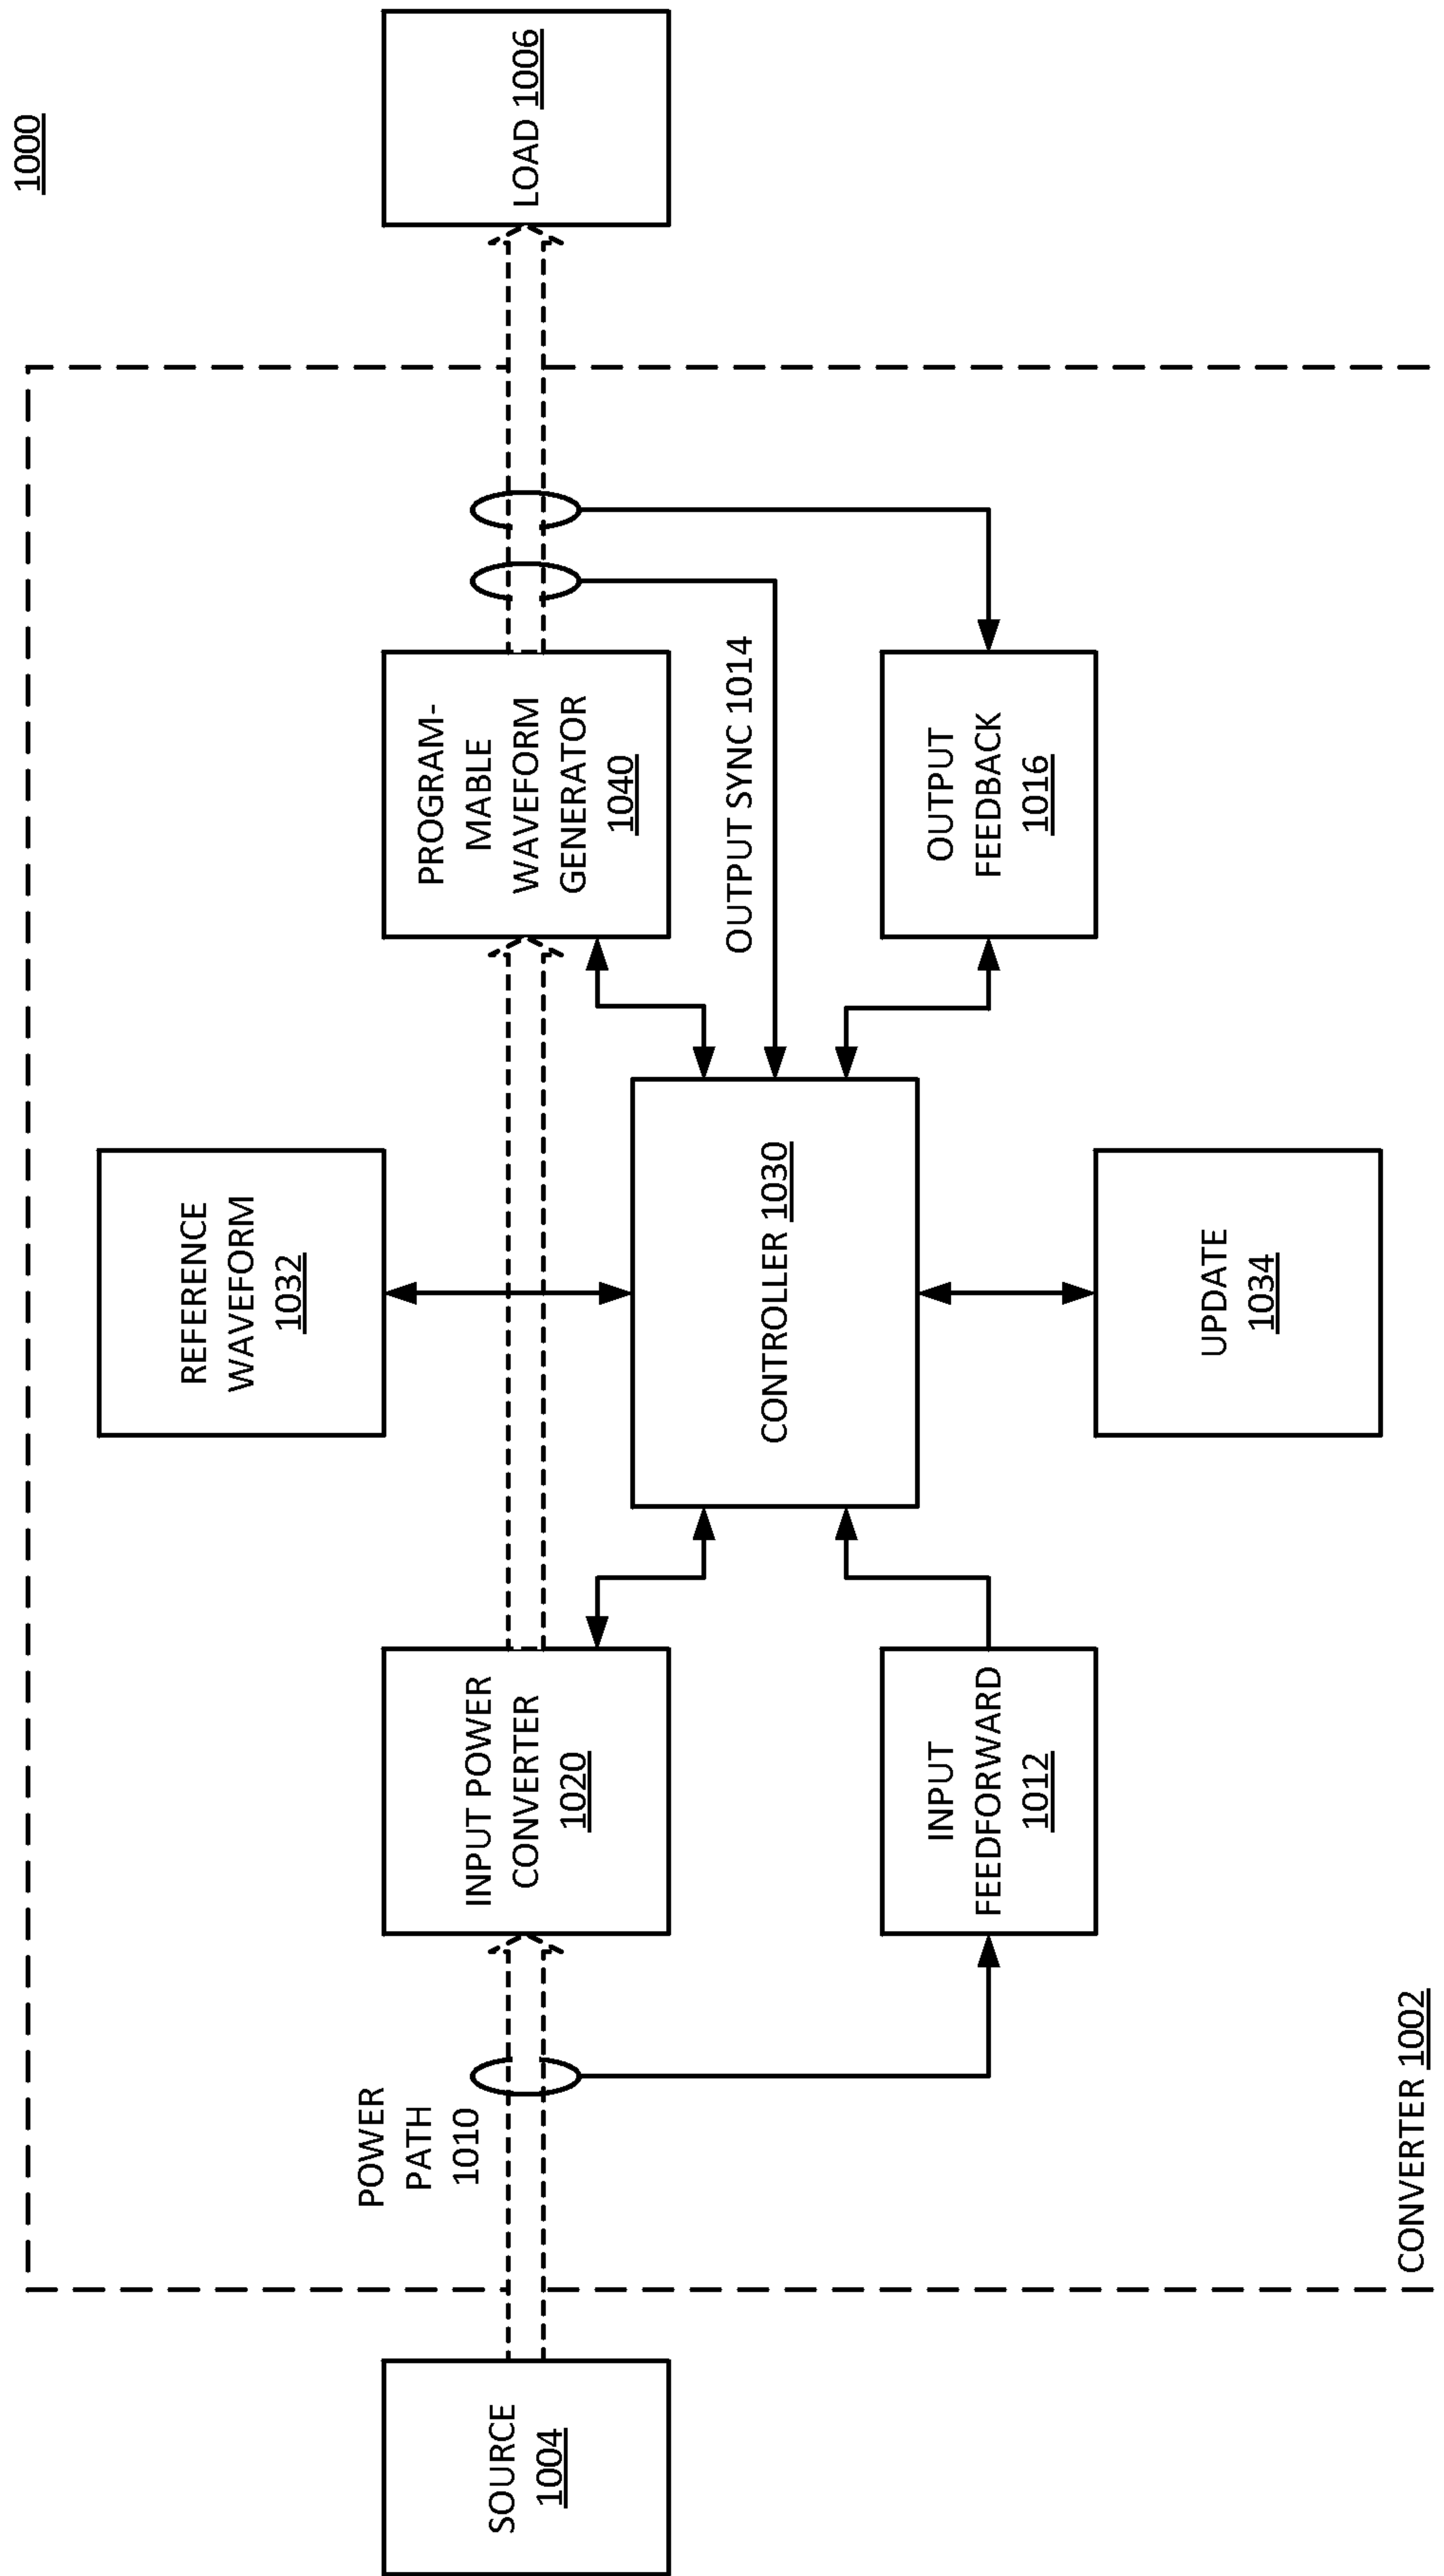 1000
REFERENCE
WAVEFORM
1032
POWER
PATH
1010
SOURCE
1004
INPUT POWER
CONVERTER
1020
PROGRAM-
MABLE
WAVEFORM
GENERATOR
1040
LOAD 1006
OUTPUT SYNC 1014
CONTROLLER 1030
INPUT
FEEDFORWARD
1012
OUTPUT
FEEDBACK
1016
UPDATE
1034
CONVERTER 1002